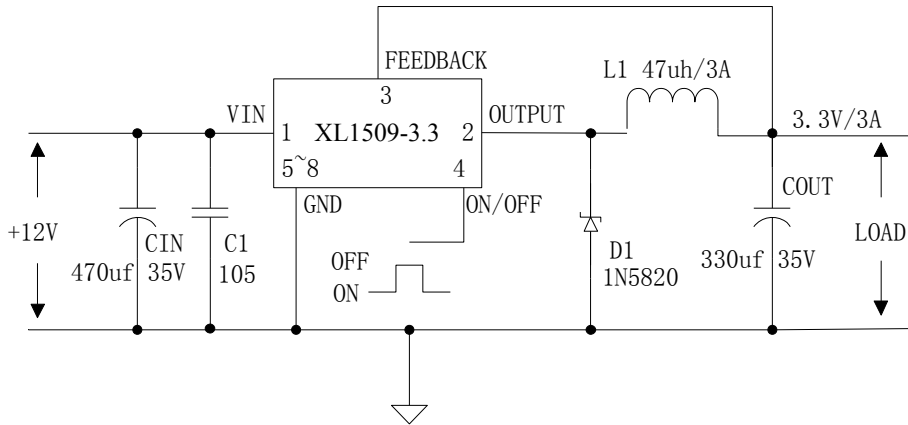 FEEDBACK
L1 47uh/3A
3
VIN
1
XL1509-3.3
2
OUTPUT
3.3V/3A
5~8
4
GND
ON/OFF
COUT
+12V
CIN
470uf 35V
C1
105
OFF
ON
D1
1N5820
330uf 35V
LOAD